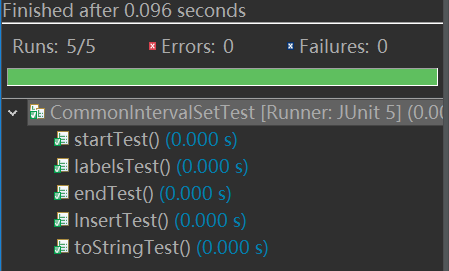 Finished after 0.096 seconds
Runs: 5/5 Errors: 0 Failures: 0
CommonIntervalSetTest [Runner: JUnit 5] (0.00
startTest() (0.000 s)
labelsTest() (0.000 s)
endTest() (0.000 s)
InsertTest() (0.000 s)
toStringTest() (0.000 s)